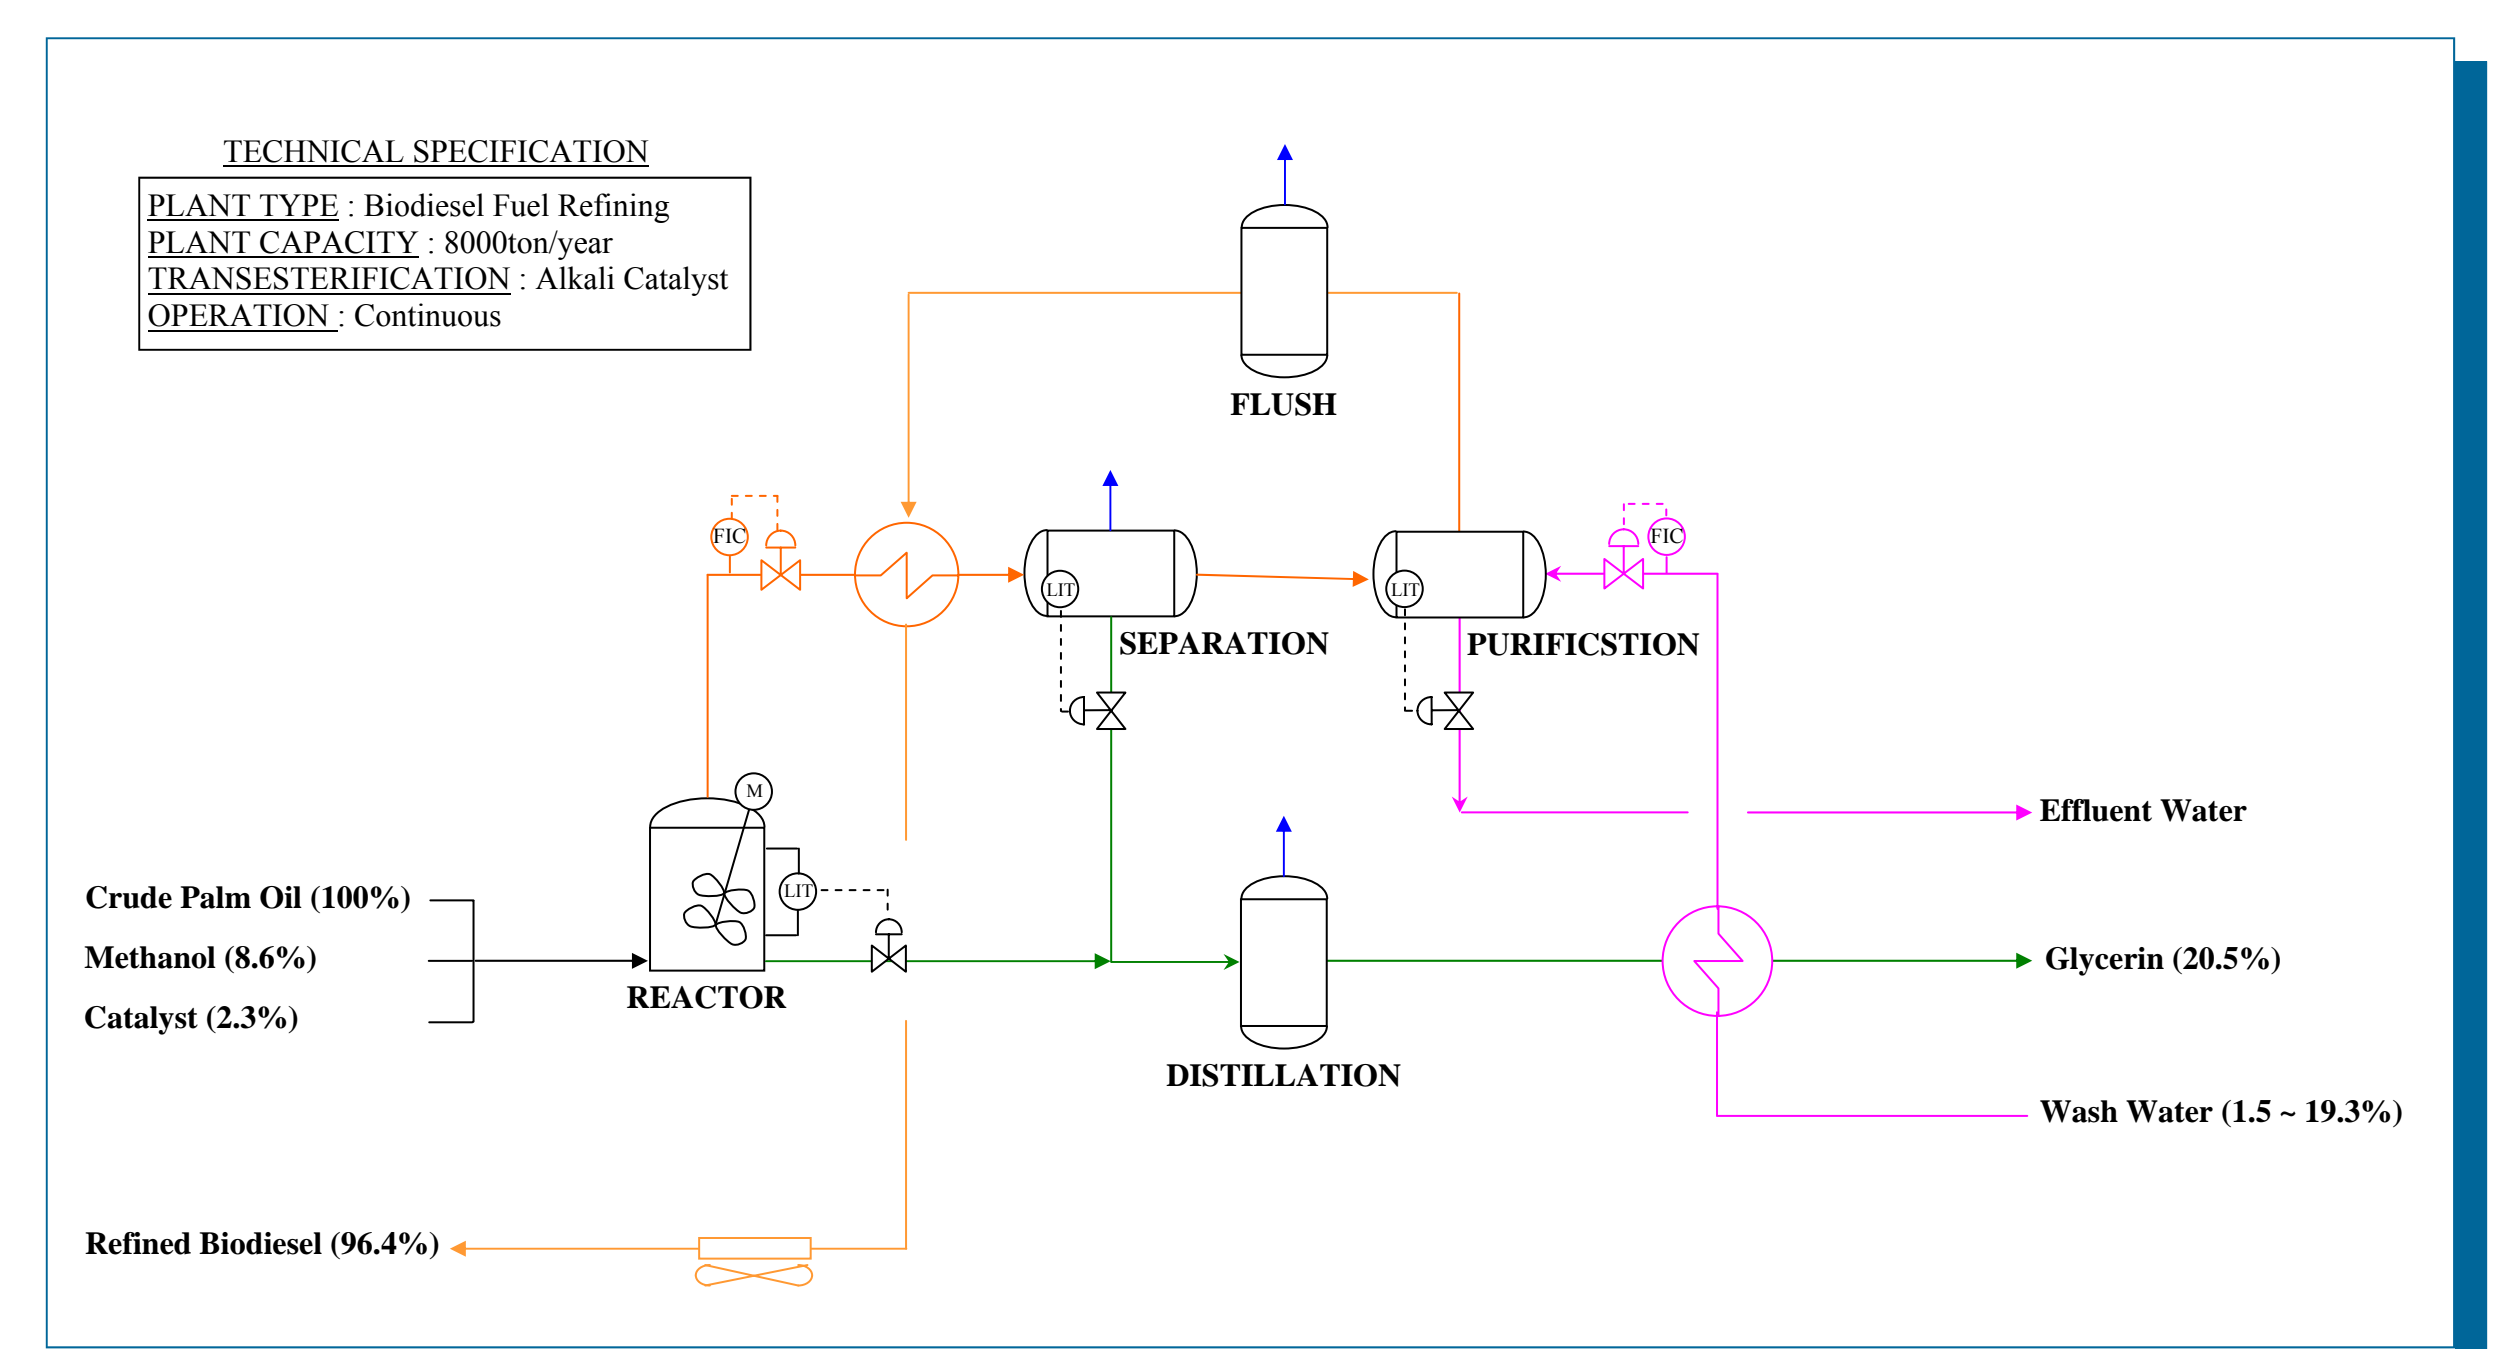 TECHNICAL SPECIFICATION
PLANT TYPE : Biodiesel Fuel Refining
PLANT CAPACITY : 8000ton/year
TRANSESTERIFICATION : Alkali Catalyst
OPERATION : Continuous
FLUSH
FIC
FIC
LIT
LIT
SEPARATION
PURIFICSTION
M
LIT
Effluent Water
Crude Palm Oil (100%)
Methanol (8.6%)
Glycerin (20.5%)
Catalyst (2.3%)
REACTOR
DISTILLATION
Wash Water (1.5 ~ 19.3%)
Refined Biodiesel (96.4%)